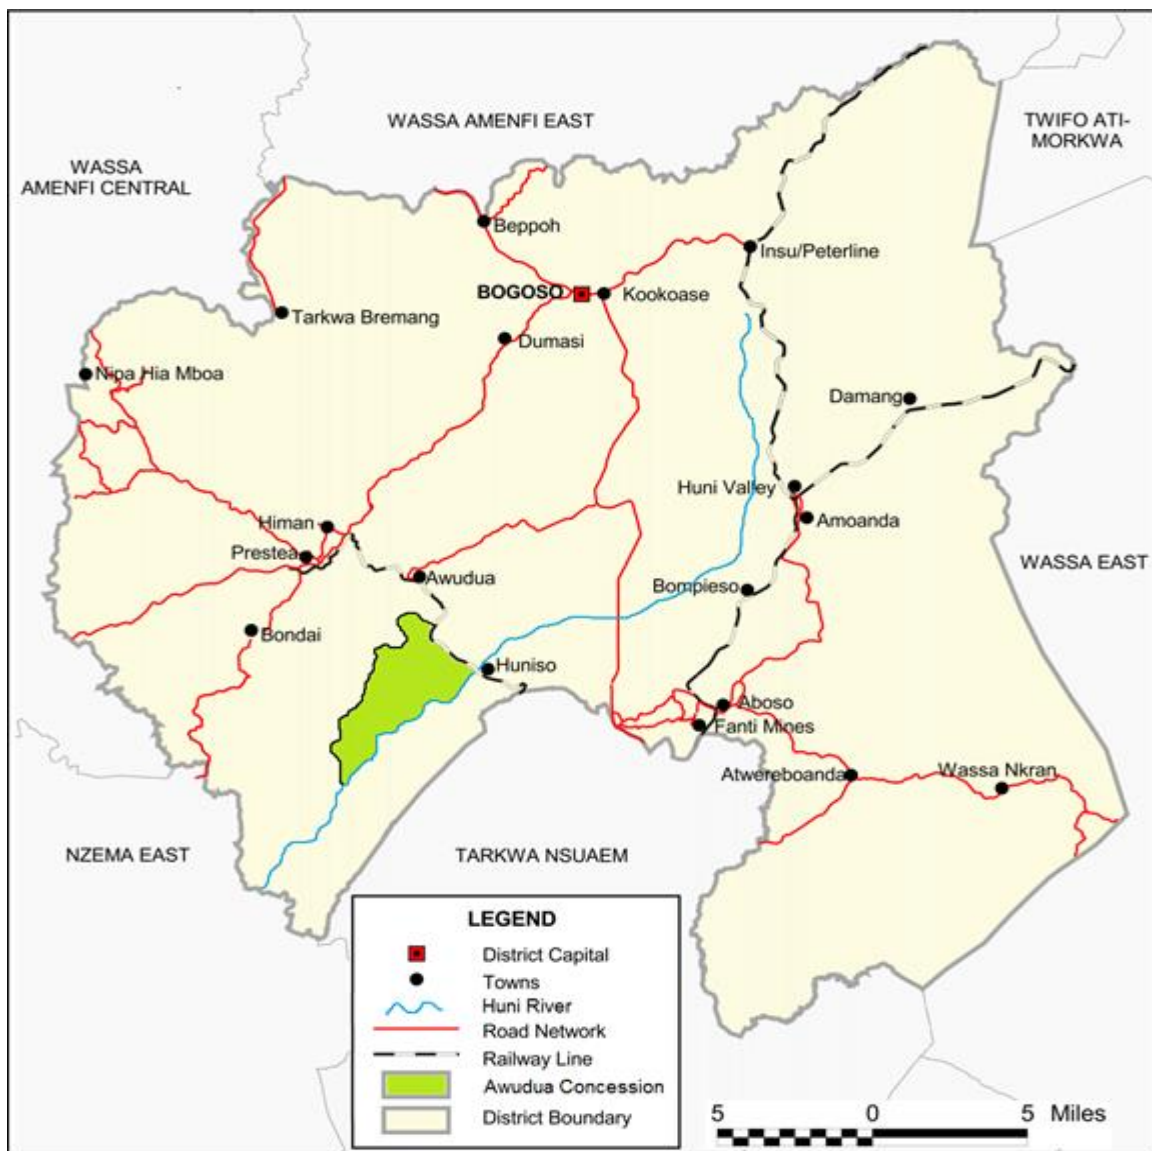 WASSA AMENFI EAST
TWIFO ATI-
MORKWA
WASSA
AMENFI CENTRAL
Beppoh
Insu/Peterline
BOGOSO
Kookoase
Tarkwa Bremang
Dumasi
Nipa Hia Mboa
Damang
Huni Valley
Amoanda
Himan
Prestea
WASSA EAST
Awudua
Bompieso
Bondai
Huniso
Aboso
Fanti Mines
Atwereboanda
Wassa Nkran
NZEMA EAST
TARKWA NSUAEM
LEGEND
District Capital
Towns
Huni River
Road Network
Railway Line
Awudua Concession
District Boundary
5 0 5 Miles